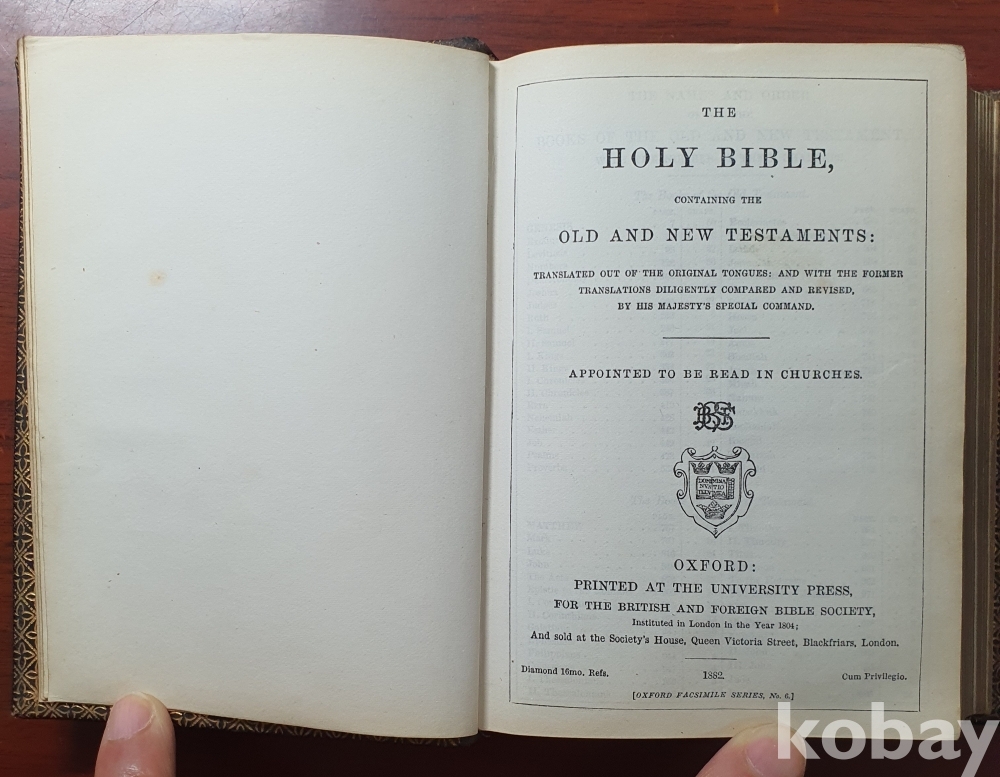 THE
HOLY BIBLE,
CONTAINING THE
OLD AND NEW TESTAMENTS:
TRANSLATED OUT OF THE ORIGINAL TONGUES; AND WITH THE FORMER
TRANSLATIONS DILIGENTLY COMPARED AND REVISED,
BY HIS MAJESTY'S SPECIAL COMMAND.
APPOINTED TO BE READ IN CHURCHES.
DOMIMINA
NVSTIO
ILLVMEA
OXFORD:
PRINTED AT THE UNIVERSITY PRESS,
FOR THE BRITISH AND FOREIGN BIBLE SOCIETY,
Instituted in London in the Year 1804;
And sold at the Society's House, Queen Victoria Street, Blackfriars, London.
Diamond 16mo. Refs. 1882. Cum Privilegio.
[OXFORD FACSIMILE SERIES, No. 6.]
kobay